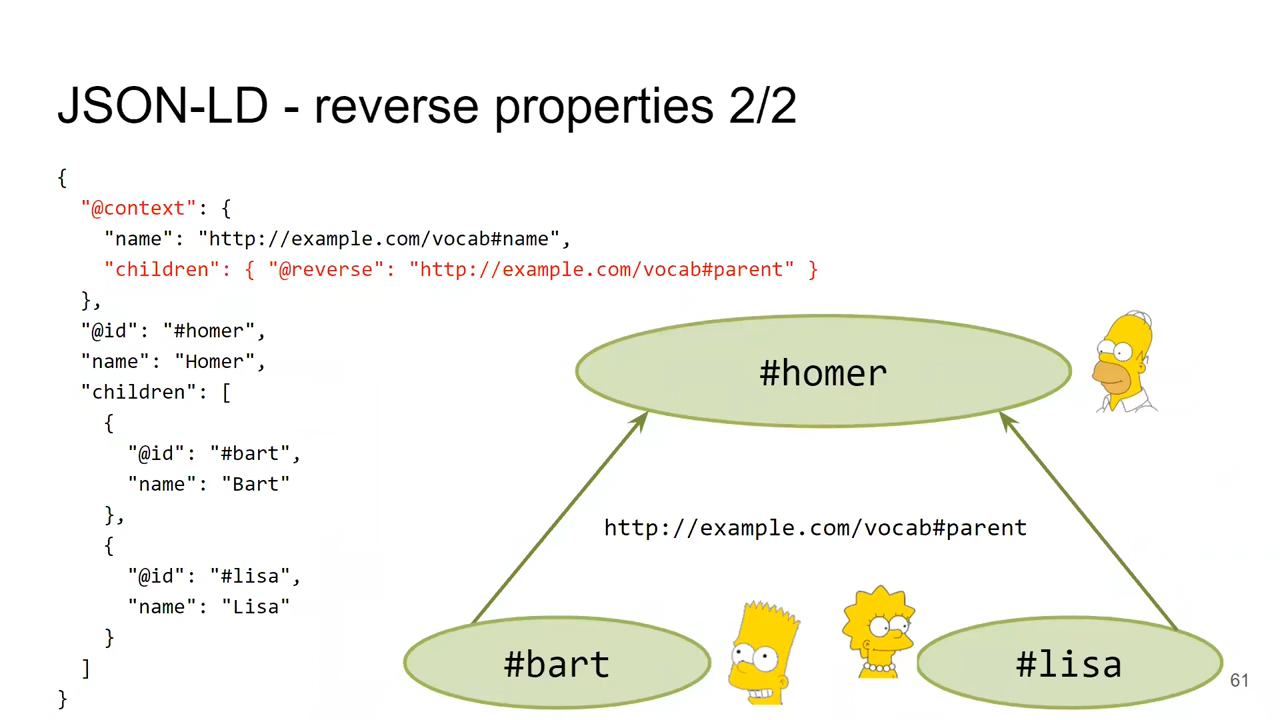 JSON-LD - reverse properties 2/2
{
  "@context": {
    "name": "http://example.com/vocab#name",
    "children": { "@reverse": "http://example.com/vocab#parent" }
  },
  "@id": "#homer",
  "name": "Homer",
  "children": [
    {
      "@id": "#bart",
      "name": "Bart"
    },
    {
      "@id": "#lisa",
      "name": "Lisa"
    }
  ]
}
#homer
http://example.com/vocab#parent
#bart
#lisa
61